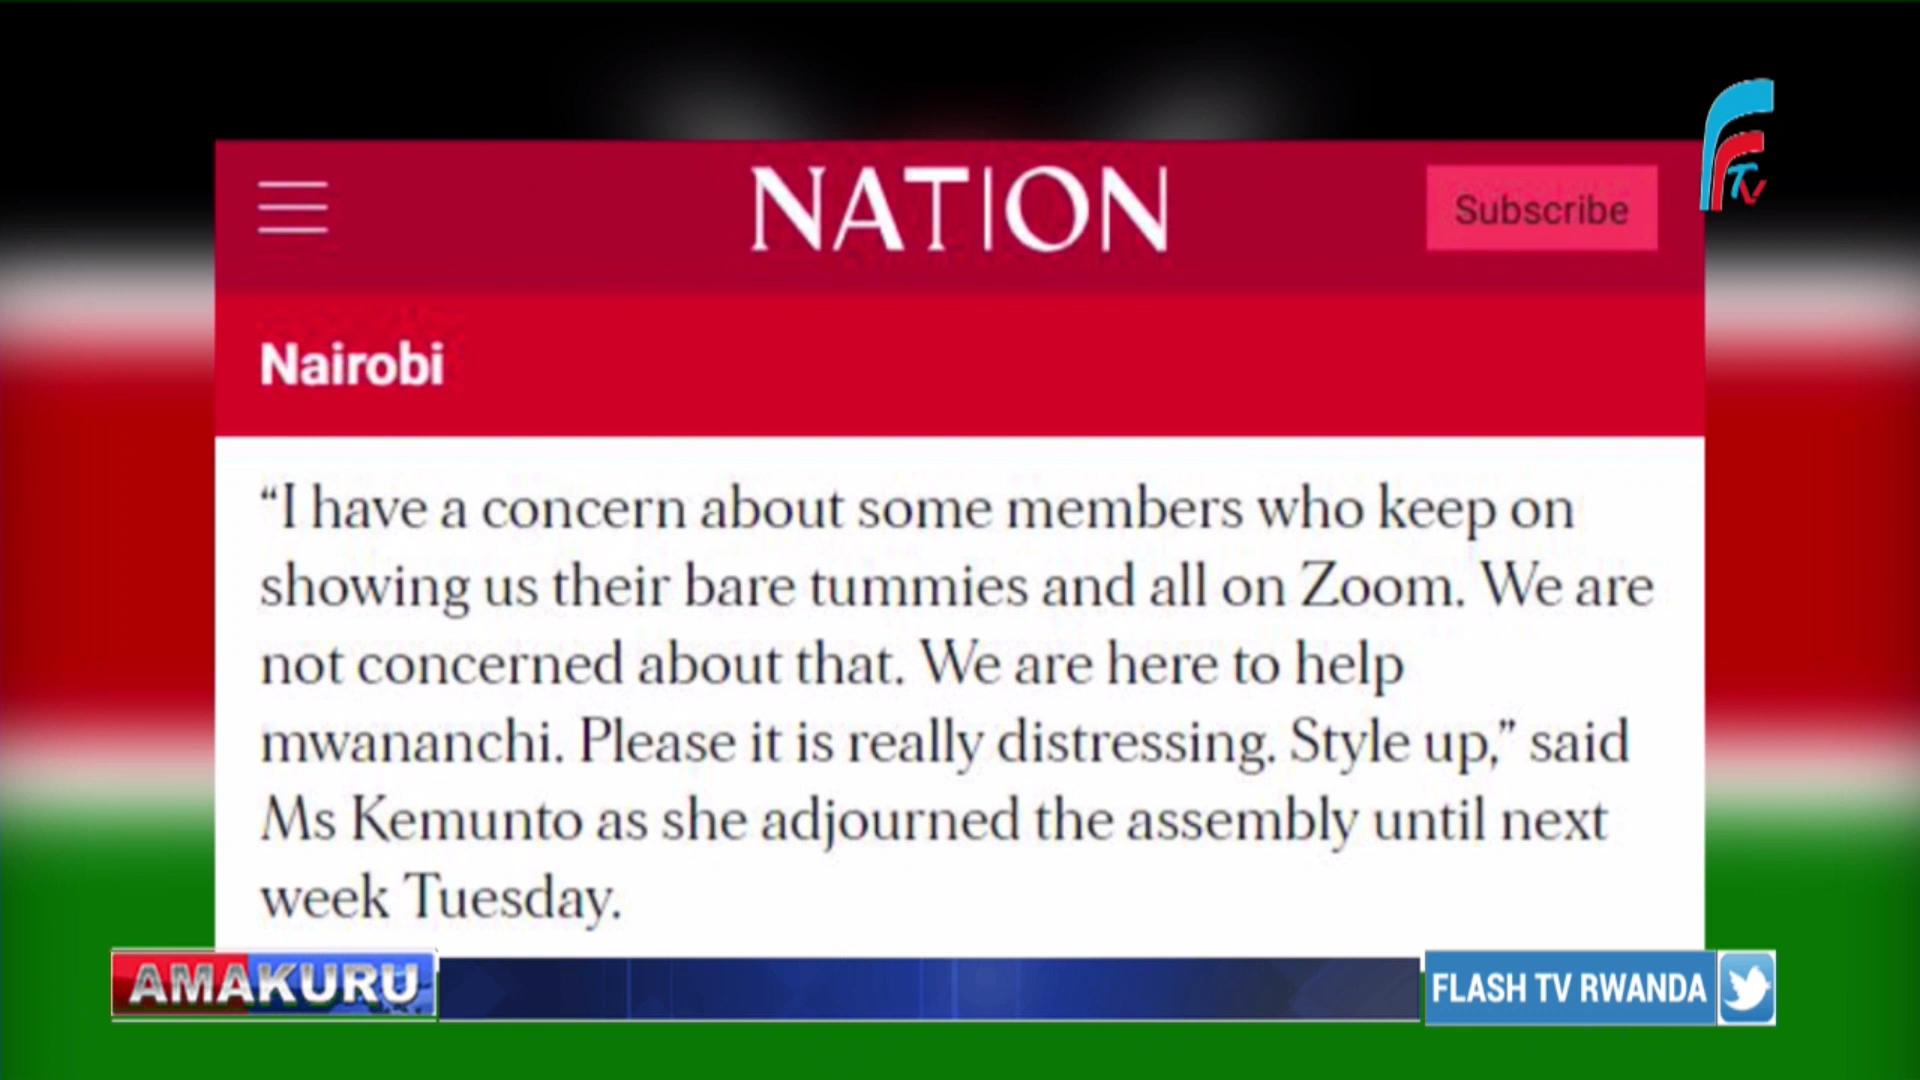 NATION
Subscribe
TV
Nairobi
“I have a concern about some members who keep on
showing us their bare tummies and all on Zoom. We are
not concerned about that. We are here to help
mwananchi. Please it is really distressing. Style up,” said
Ms Kemunto as she adjourned the assembly until next
week Tuesday.
AMAKURU
FLASH TV RWANDA